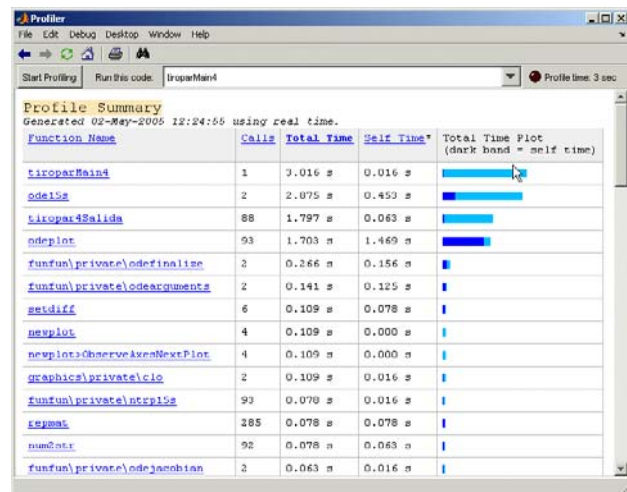 Profiler
File Edit Debug Desktop Window Help
Start Profiling Run this code: tiroparMain4 Profile time: 3 sec
Profile Summary
Generated 02-May-2005 12:24:55 using real time.
Function Name Calls Total Time Self Time* Total Time Plot
(dark band = self time)
tiroparMain4 1 3.016 s 0.016 s
ode15s 2 2.875 s 0.453 s
tiropar4Salida 88 1.797 s 0.063 s
odeplot 93 1.703 s 1.469 s
funfun\private\odefinalize 2 0.266 s 0.156 s
funfun\private\odearguments 2 0.141 s 0.125 s
setdiff 6 0.109 s 0.078 s
newplot 4 0.109 s 0.000 s
newplot>ObserveAxesNextPlot 4 0.109 s 0.000 s
graphics\private\clo 2 0.109 s 0.016 s
funfun\private\ntrp15s 93 0.078 s 0.016 s
repmat 285 0.078 s 0.078 s
num2str 92 0.078 s 0.063 s
funfun\private\odejacobian 2 0.063 s 0.016 s